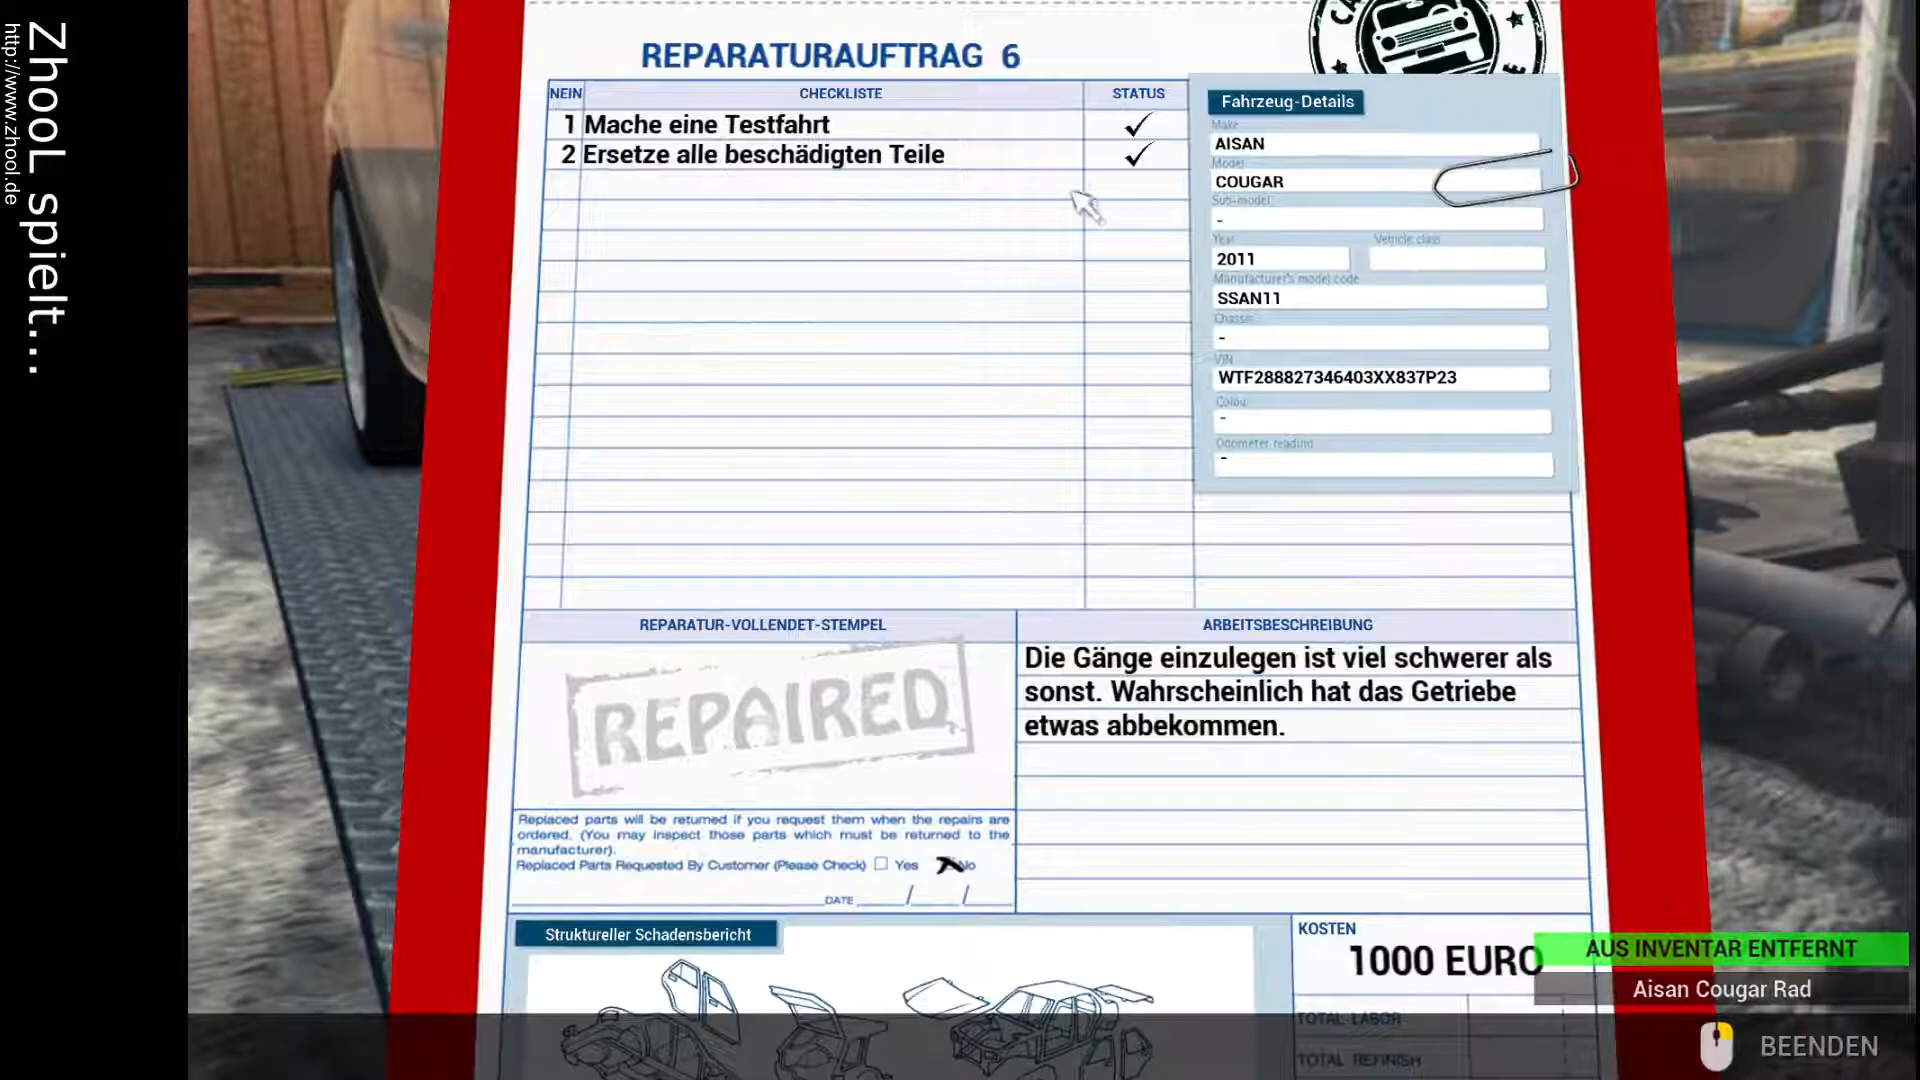 ZhooL spielt...
http://www.zhool.de
REPARATURAUFTRAG 6
NEIN CHECKLISTE STATUS
1 Mache eine Testfahrt
2 Ersetze alle beschädigten Teile
Fahrzeug-Details
Make
AISAN
Model
COUGAR
Sub-model
-
Year Vehicle class
2011
Manufacturer's model code
SSAN11
Chassis
-
VIN
WTF288827346403XX837P23
Colour
-
Odometer reading
-
REPARATUR-VOLLENDET-STEMPEL
REPAIRED
Replaced parts will be returned if you request them when the repairs are
ordered. (You may inspect those parts which must be returned to the
manufacturer).
Replaced Parts Requested By Customer (Please Check) Yes No
DATE / /
ARBEITSBESCHREIBUNG
Die Gänge einzulegen ist viel schwerer als
sonst. Wahrscheinlich hat das Getriebe
etwas abbekommen.
Struktureller Schadensbericht
KOSTEN
1000 EURO
TOTAL LABOR
TOTAL REFINISH
AUS INVENTAR ENTFERNT
Aisan Cougar Rad
BEENDEN